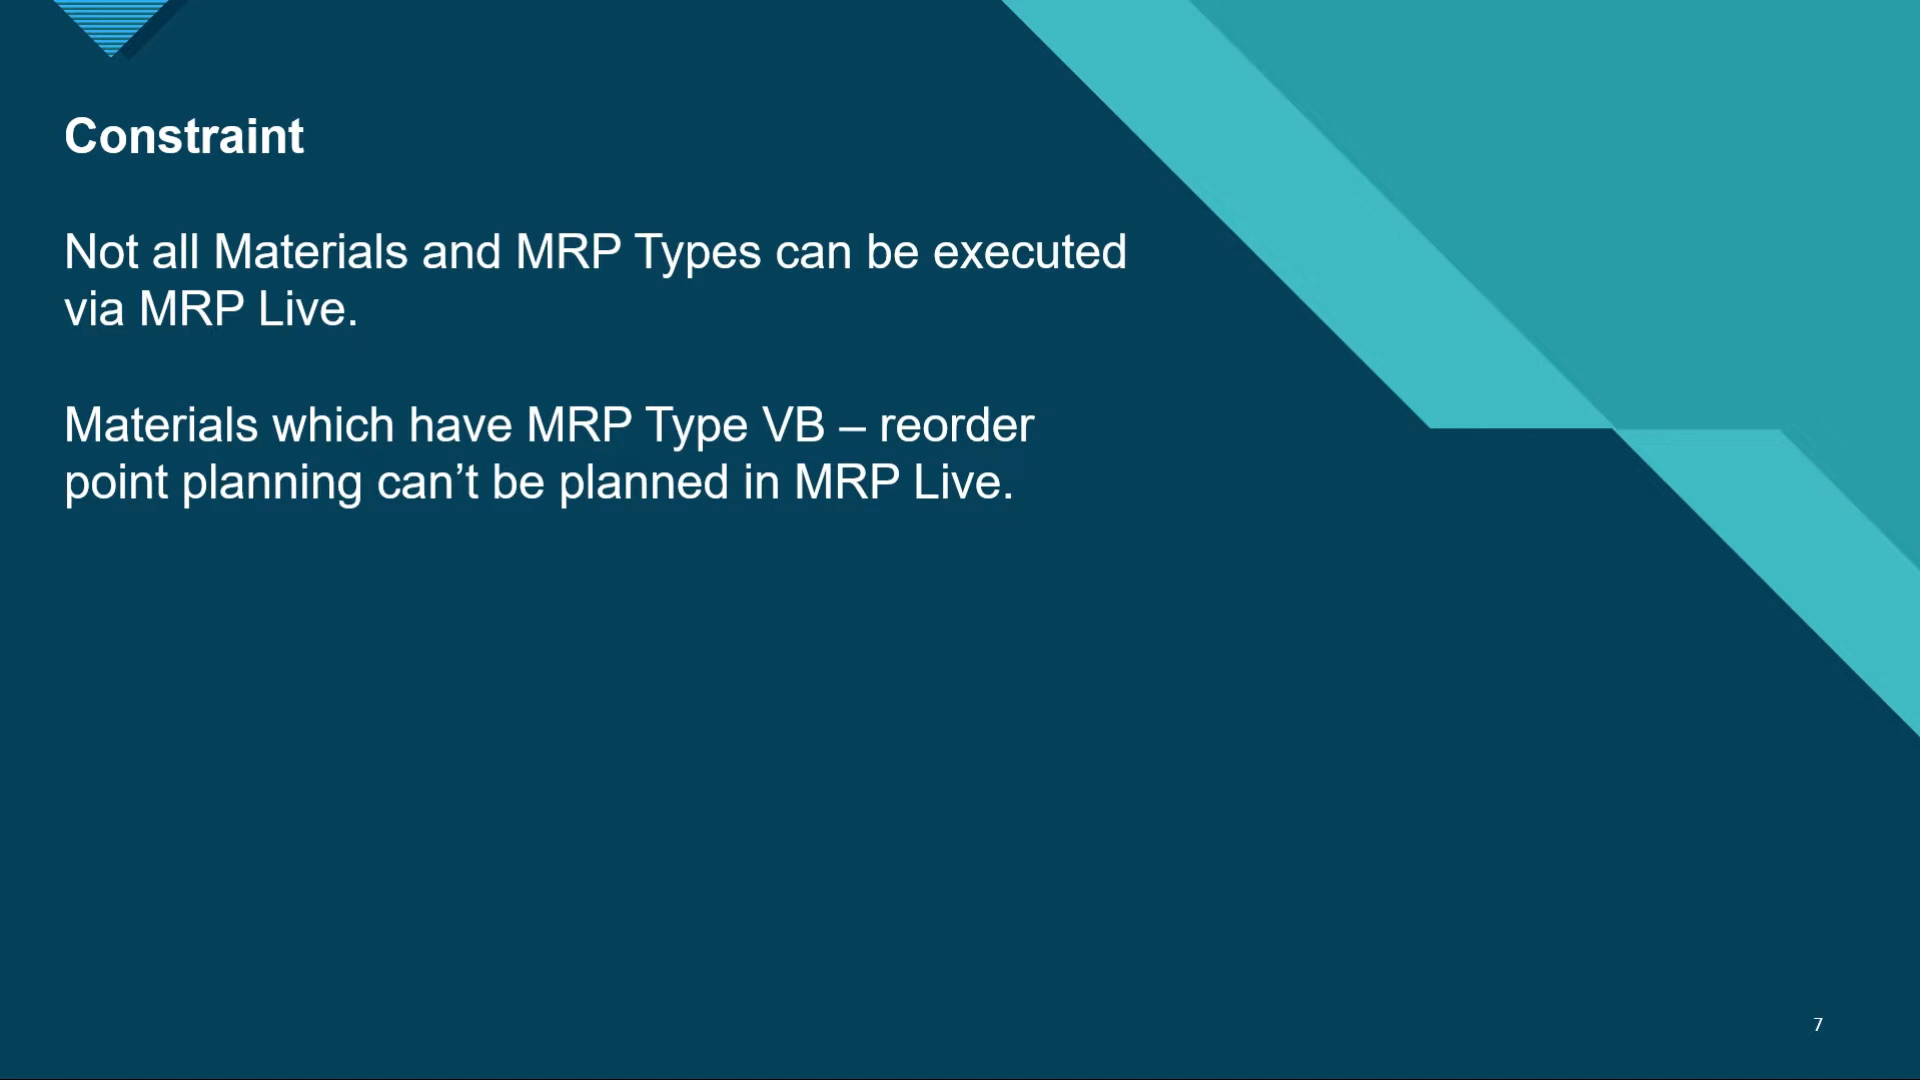 Constraint
Not all Materials and MRP Types can be executed
via MRP Live.
Materials which have MRP Type VB – reorder
point planning can’t be planned in MRP Live.
7